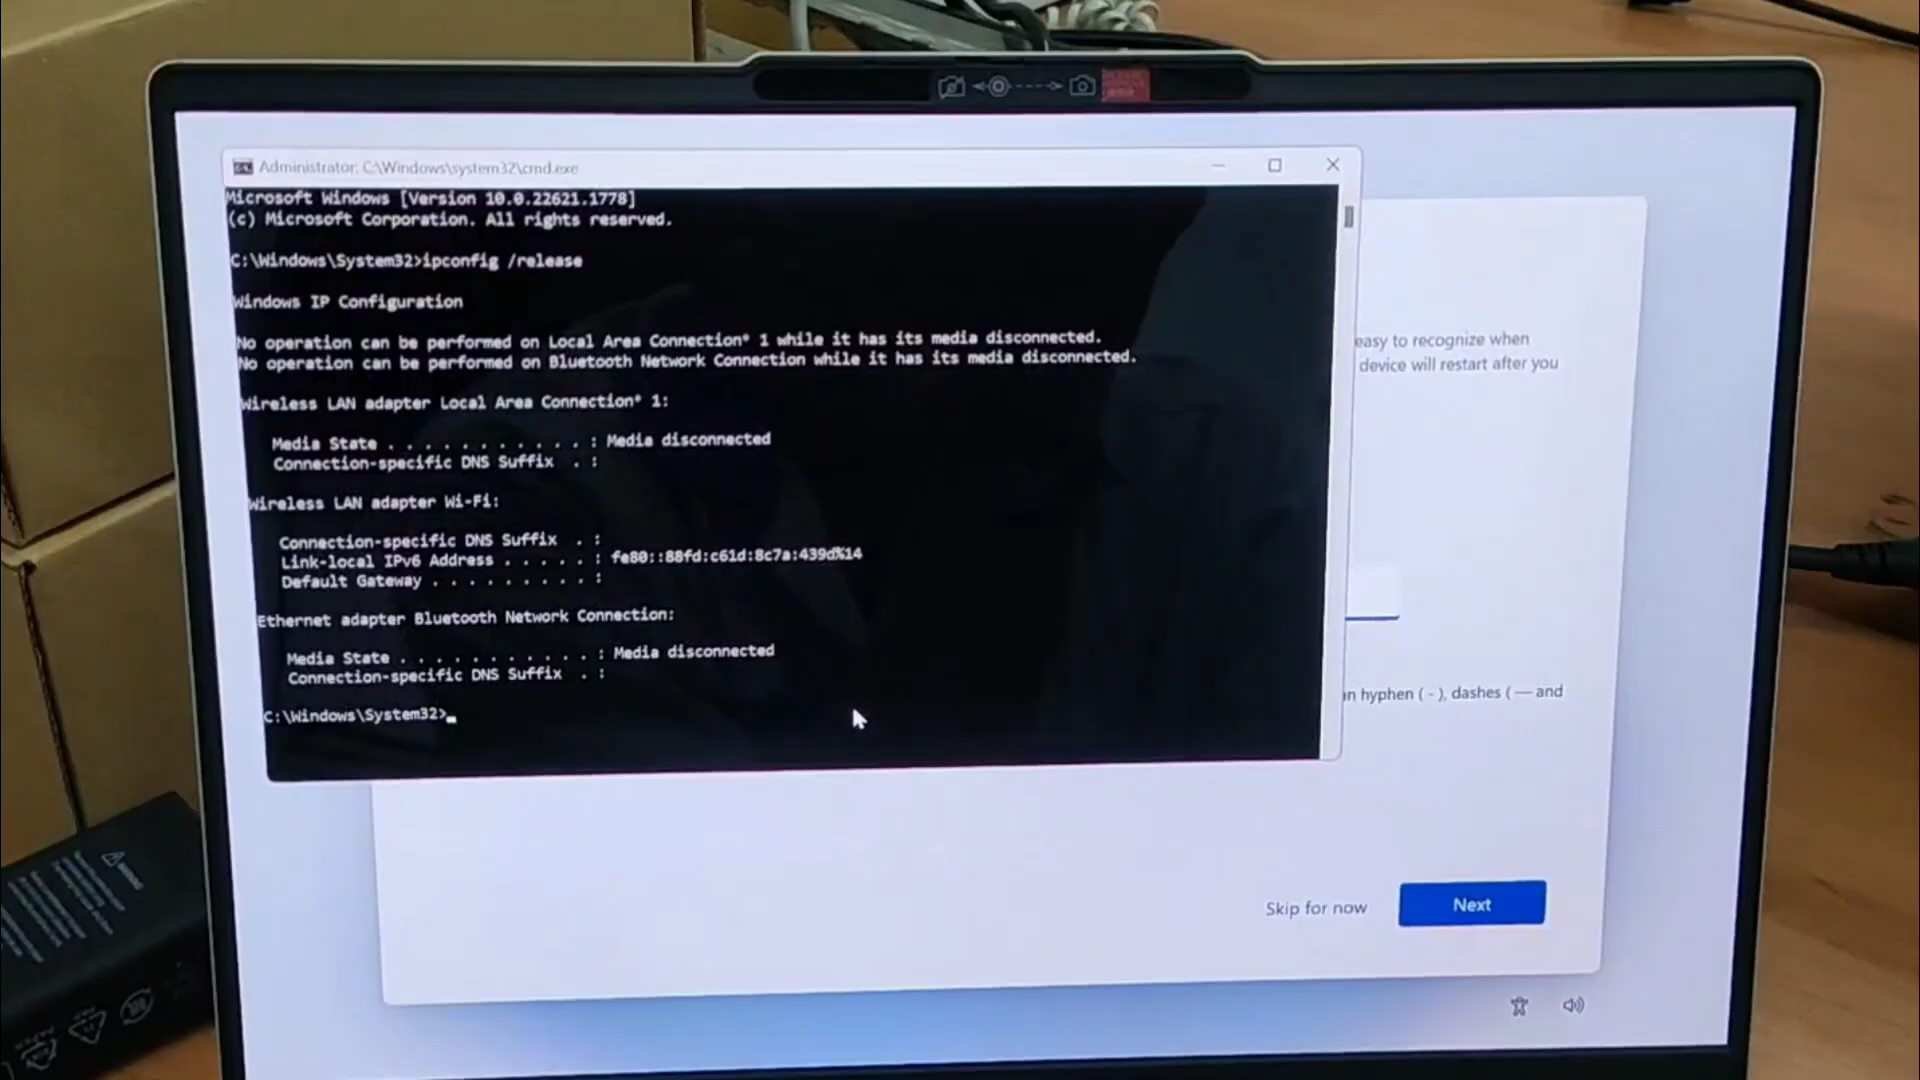 Administrator: C:\Windows\system32\cmd.exe
Microsoft Windows [Version 10.0.22621.1778]
(c) Microsoft Corporation. All rights reserved.
C:\Windows\System32>ipconfig /release
Windows IP Configuration
No operation can be performed on Local Area Connection* 1 while it has its media disconnected.
No operation can be performed on Bluetooth Network Connection while it has its media disconnected.
Wireless LAN adapter Local Area Connection* 1:
Media State . . . . . . . . . . . : Media disconnected
Connection-specific DNS Suffix . :
Wireless LAN adapter Wi-Fi:
Connection-specific DNS Suffix . :
Link-local IPv6 Address . . . . . : fe80::88fd:c61d:8c7a:439d%14
Default Gateway . . . . . . . . . :
Ethernet adapter Bluetooth Network Connection:
Media State . . . . . . . . . . . : Media disconnected
Connection-specific DNS Suffix . :
C:\Windows\System32>
easy to recognize when
device will restart after you
hyphen ( - ), dashes ( — and
Skip for now
Next